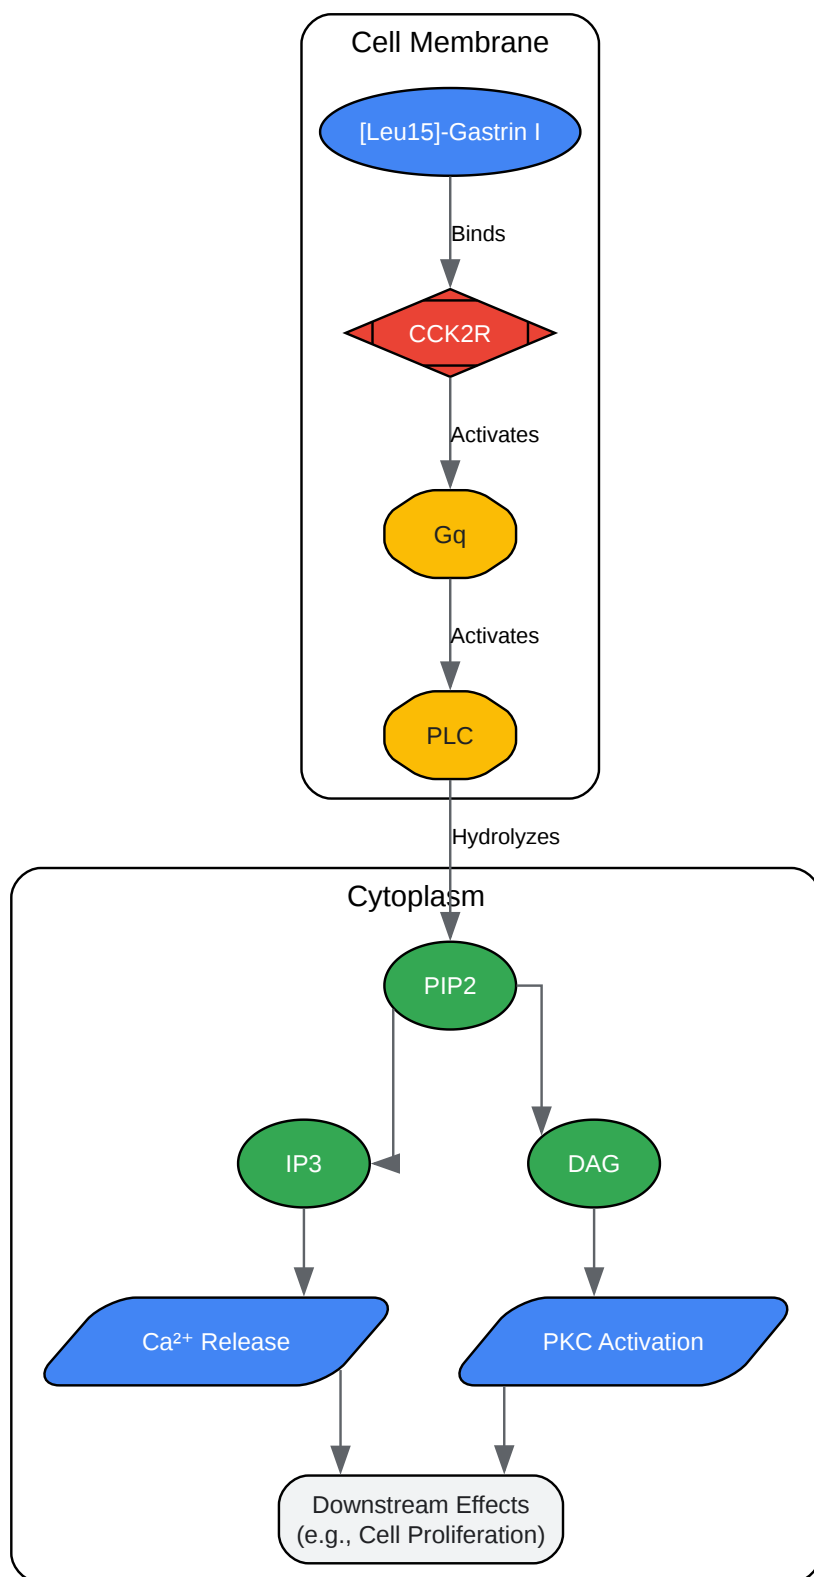 Cell Membrane
[Leu15]-Gastrin I
Binds
CCK2R
Activates
Gq
Activates
PLC
Hydrolyzes
Cytoplasm
PIP2
IP3
DAG
Ca²⁺ Release
PKC Activation
Downstream Effects
(e.g., Cell Proliferation)